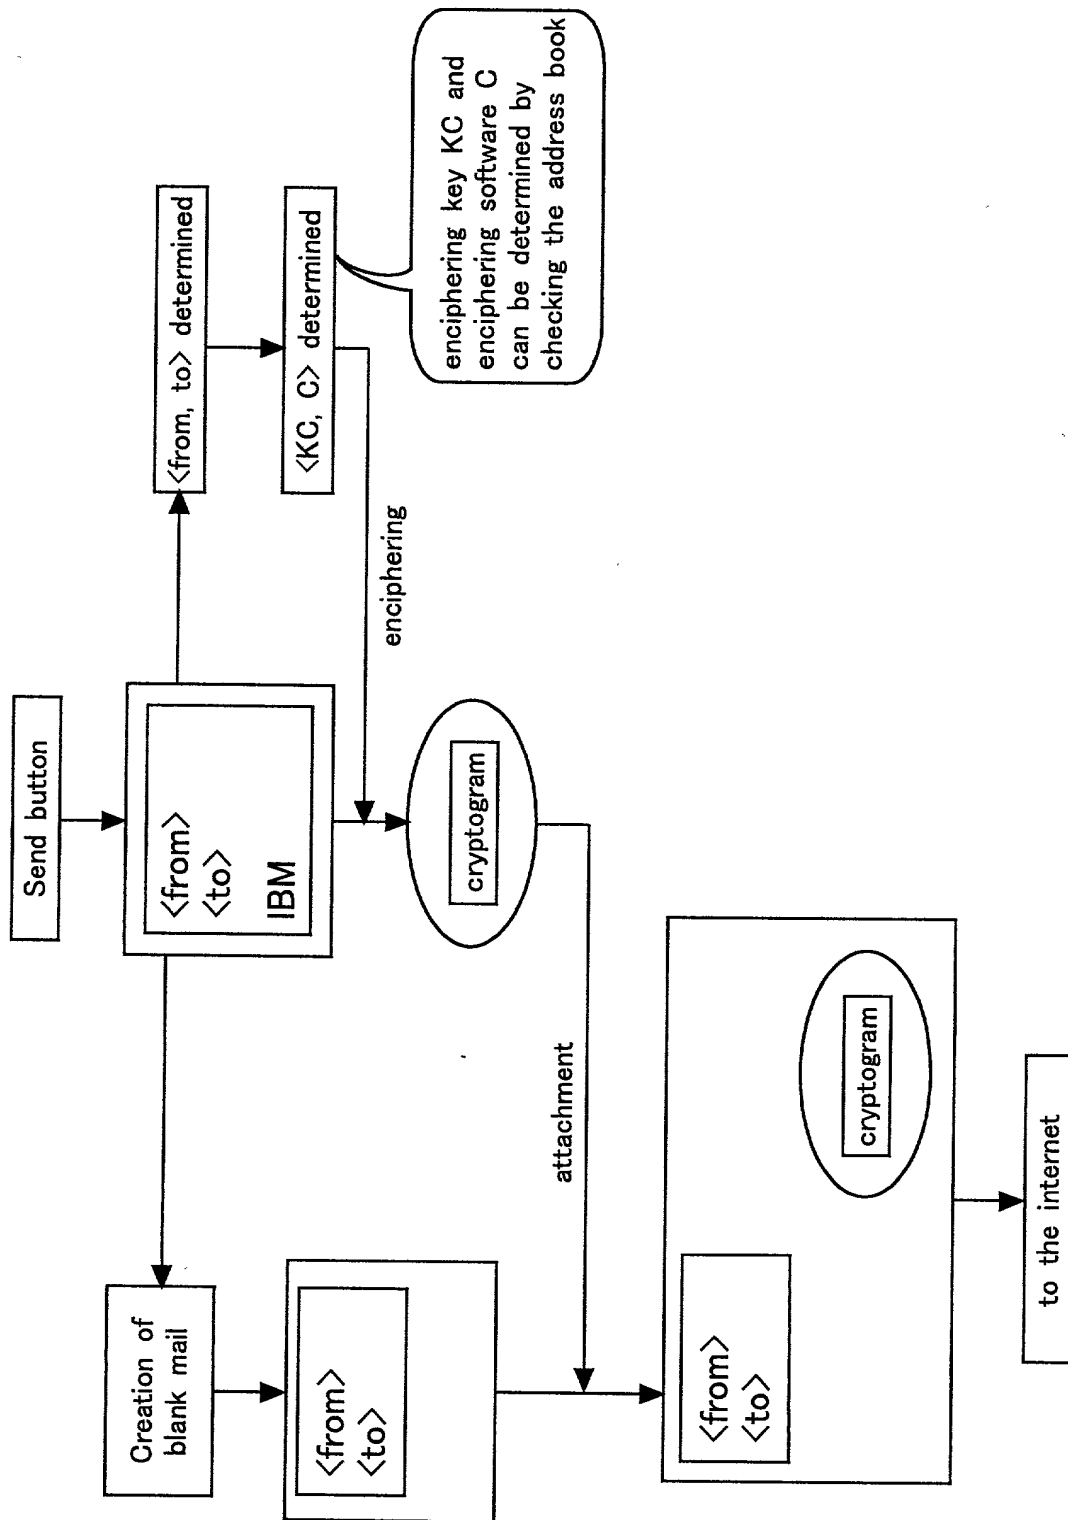 Send button
<from>
<to>
IBM
<from, to> determined
<KC, C> determined
enciphering key KC and
enciphering software C
can be determined by
checking the address book
enciphering
cryptogram
Creation of
blank mail
<from>
<to>
attachment
<from>
<to>
cryptogram
to the internet